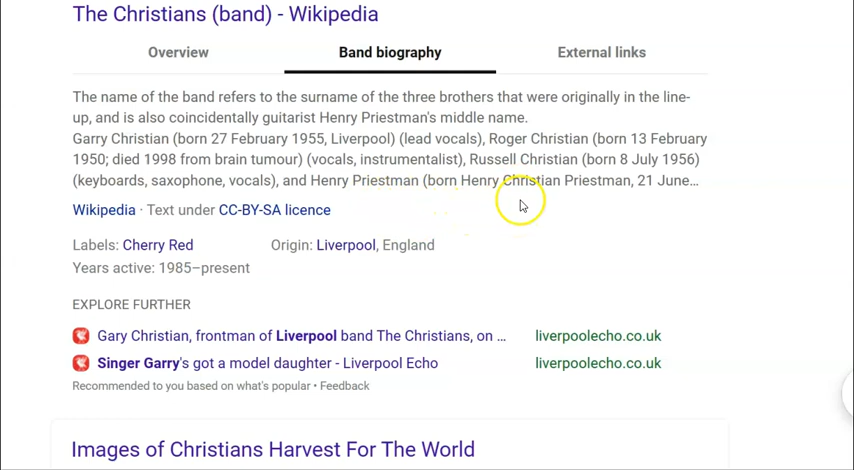 The Christians (band) - Wikipedia
Overview
Band biography
External links
The name of the band refers to the surname of the three brothers that were originally in the line-
up, and is also coincidentally guitarist Henry Priestman's middle name.
Garry Christian (born 27 February 1955, Liverpool) (lead vocals), Roger Christian (born 13 February
1950; died 1998 from brain tumour) (vocals, instrumentalist), Russell Christian (born 8 July 1956)
(keyboards, saxophone, vocals), and Henry Priestman (born Henry Christian Priestman, 21 June...
Wikipedia · Text under CC-BY-SA licence
Labels: Cherry Red
Origin: Liverpool, England
Years active: 1985–present
EXPLORE FURTHER
Gary Christian, frontman of Liverpool band The Christians, on ...
liverpoolecho.co.uk
Singer Garry's got a model daughter - Liverpool Echo
liverpoolecho.co.uk
Recommended to you based on what's popular • Feedback
Images of Christians Harvest For The World